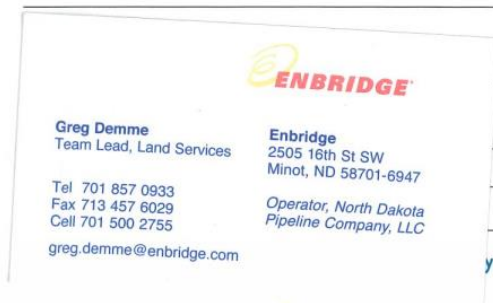 ENBRIDGE
Greg Demme
Team Lead, Land Services
Tel 701 857 0933
Fax 713 457 6029
Cell 701 500 2755
greg.demme@enbridge.com
Enbridge
2505 16th St SW
Minot, ND 58701-6947
Operator, North Dakota
Pipeline Company, LLC
y